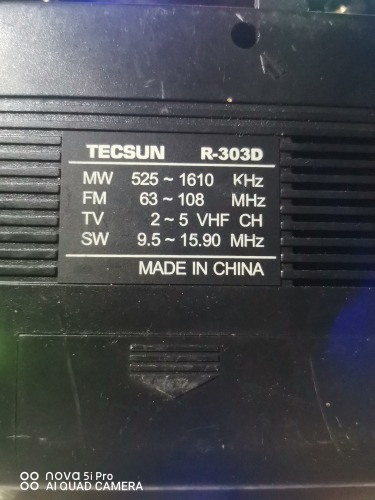 TECSUN R-303D
MW 525 ~ 1610 KHz
FM 63 ~ 108 MHz
TV 2 ~ 5 VHF CH
SW 9.5 ~ 15.90 MHz
MADE IN CHINA
nova 5i Pro
AI QUAD CAMERA